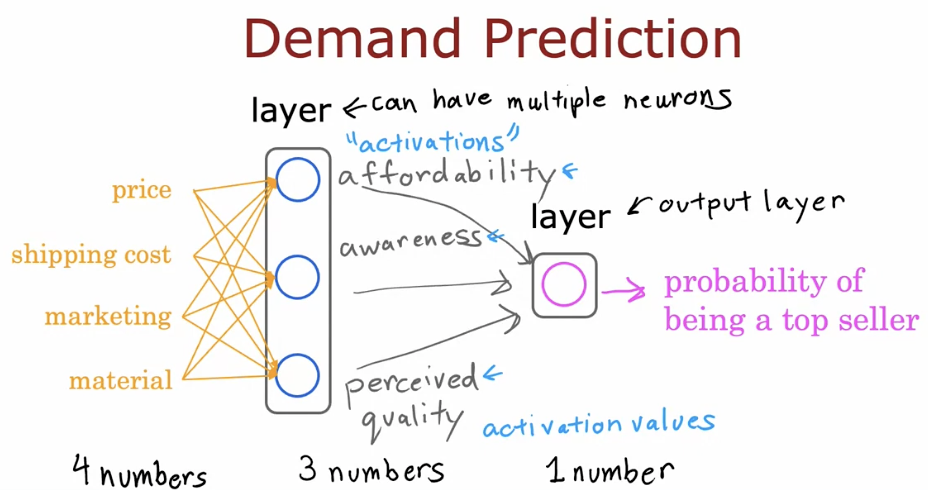 Demand Prediction
layer ← can have multiple neurons
"activations"
price
affordability ←
layer ← output layer
shipping cost
awareness ←
marketing
probability of
being a top seller
material
perceived ←
quality
activation values
4 numbers
3 numbers
1 number